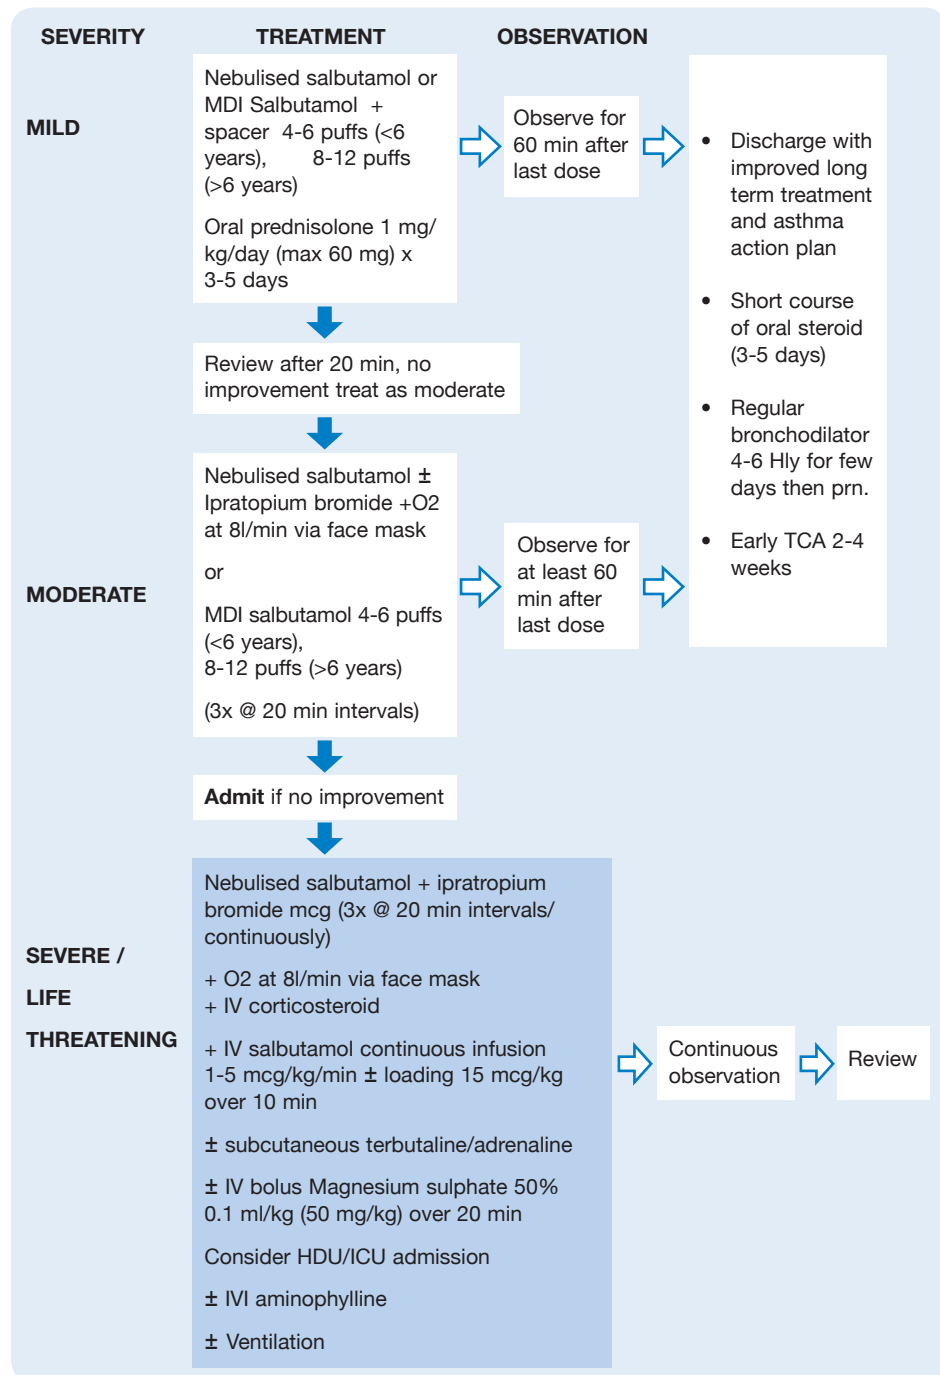 SEVERITY
TREATMENT
OBSERVATION
MILD
Nebulised salbutamol or
MDI Salbutamol +
spacer 4-6 puffs (<6
years), 8-12 puffs
(>6 years)
Oral prednisolone 1 mg/
kg/day (max 60 mg) x
3-5 days
Observe for
60 min after
last dose
• Discharge with
improved long
term treatment
and asthma
action plan
• Short course
of oral steroid
(3-5 days)
• Regular
bronchodilator
4-6 Hly for few
days then prn.
• Early TCA 2-4
weeks
Review after 20 min, no
improvement treat as moderate
MODERATE
Nebulised salbutamol ±
Ipratopium bromide +O2
at 8l/min via face mask
or
MDI salbutamol 4-6 puffs
(<6 years),
8-12 puffs (>6 years)
(3x @ 20 min intervals)
Observe for
at least 60
min after
last dose
Admit if no improvement
SEVERE /
LIFE
THREATENING
Nebulised salbutamol + ipratropium
bromide mcg (3x @ 20 min intervals/
continuously)
+ O2 at 8l/min via face mask
+ IV corticosteroid
+ IV salbutamol continuous infusion
1-5 mcg/kg/min ± loading 15 mcg/kg
over 10 min
± subcutaneous terbutaline/adrenaline
± IV bolus Magnesium sulphate 50%
0.1 ml/kg (50 mg/kg) over 20 min
Consider HDU/ICU admission
± IVI aminophylline
± Ventilation
Continuous
observation
Review